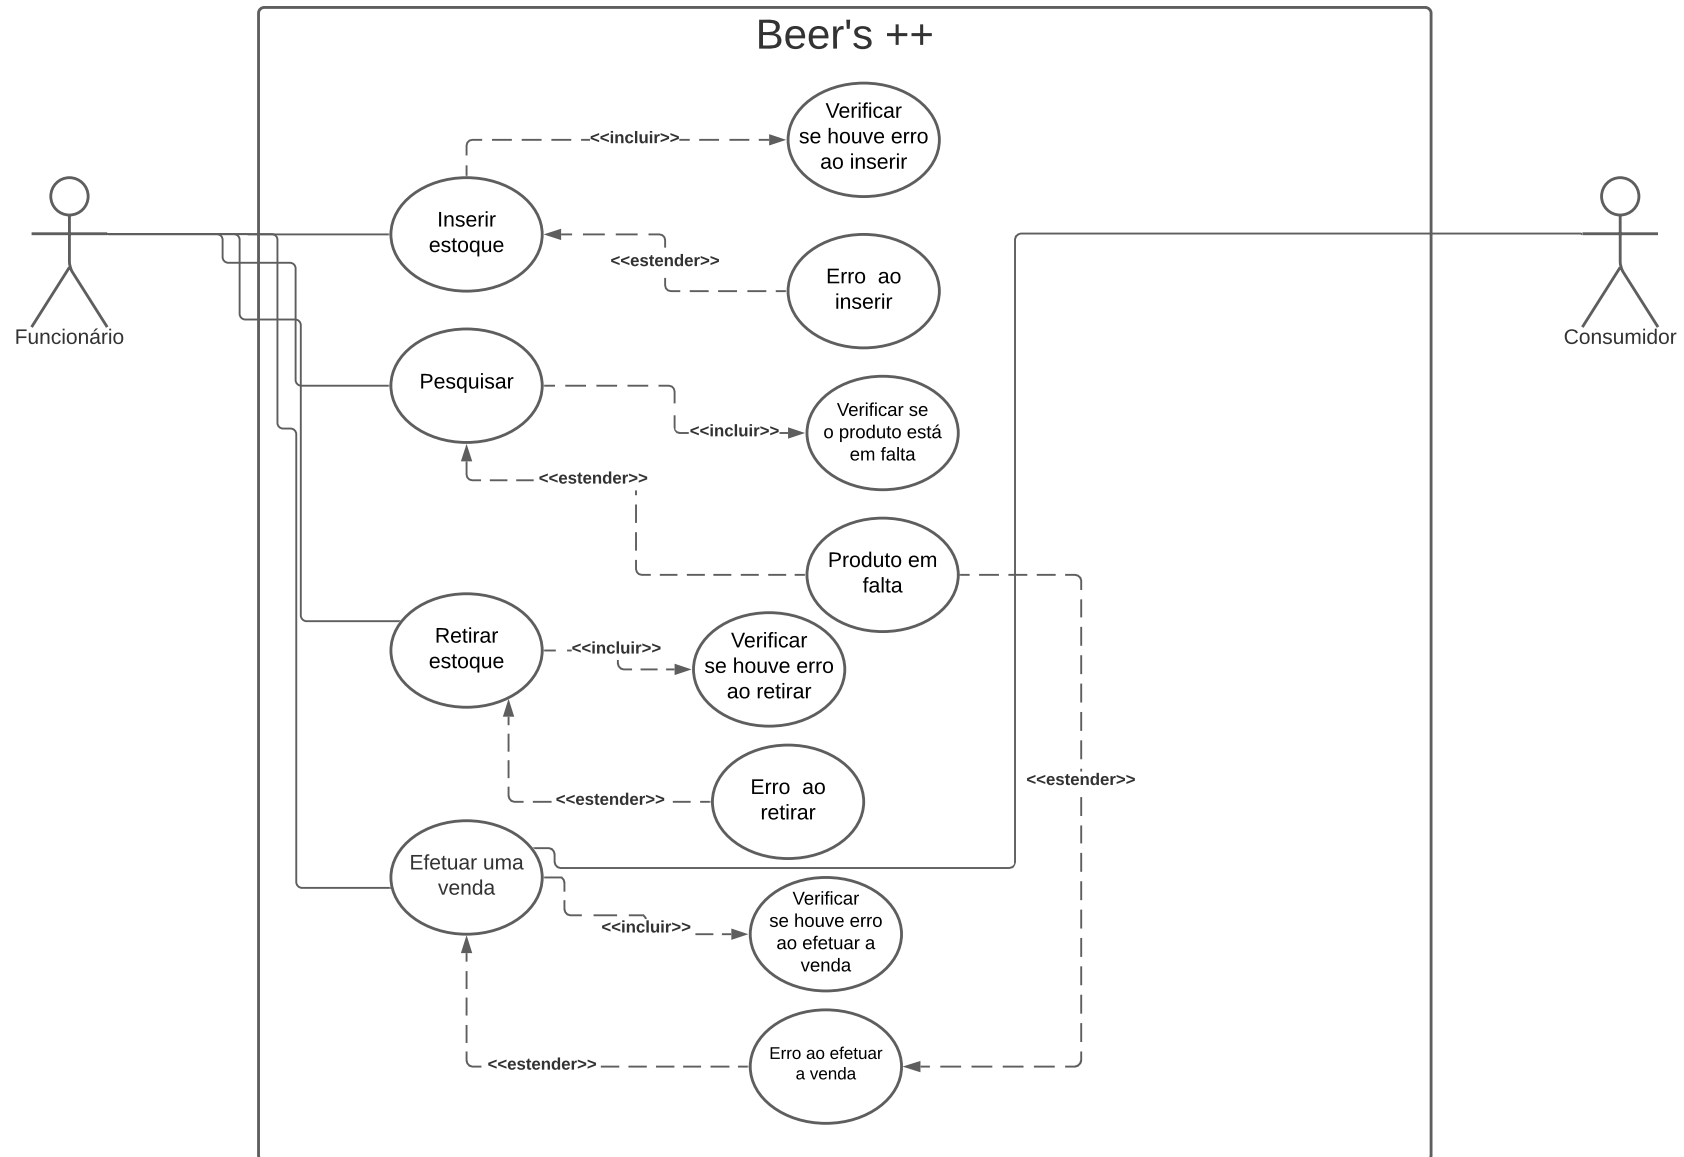 Beer's ++
Verificar
se houve erro
ao inserir
<<incluir>>
Inserir
estoque
<<estender>>
Erro  ao
inserir
Funcionário
Consumidor
Pesquisar
Verificar se
o produto está
em falta
<<incluir>>
<<estender>>
Produto em
falta
Retirar
estoque
<<incluir>>
Verificar
se houve erro
ao retirar
<<estender>>
Erro  ao
retirar
<<estender>>
Efetuar uma
venda
<<incluir>>
Verificar
se houve erro
ao efetuar a
venda
<<estender>>
Erro ao efetuar
a venda